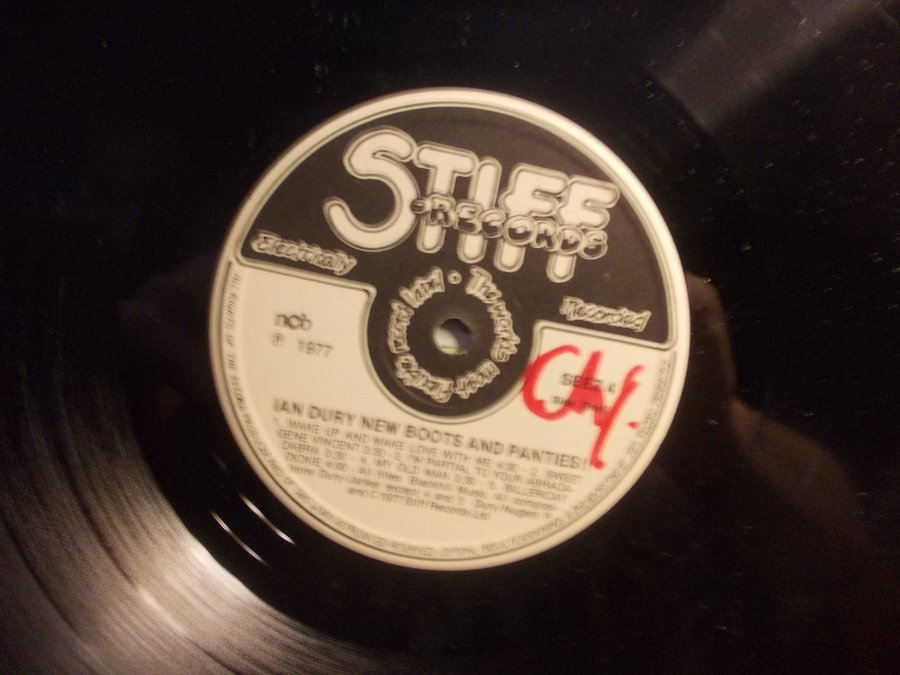 STIFF
RECORDS
Electrically
Recorded
The world's most flexible record label •
ncb
℗ 1977
SEEZ 4
IAN DURY NEW BOOTS AND PANTIES!!
1. WAKE UP AND MAKE LOVE WITH ME 4:30 - 2. SWEET
GENE VINCENT 3:30 - 3. I'M PARTIAL TO YOUR ABRACA-
DABRA 3:30 - 4. MY OLD MAN 3:30 - 5. BILLERICAY
DICKIE 4:30 - All titles Blackhill Music. All composi-
tions Dury/Jankel except 4 and 5 Dury/Nugent. P
and C 1977 Stiff Records Ltd